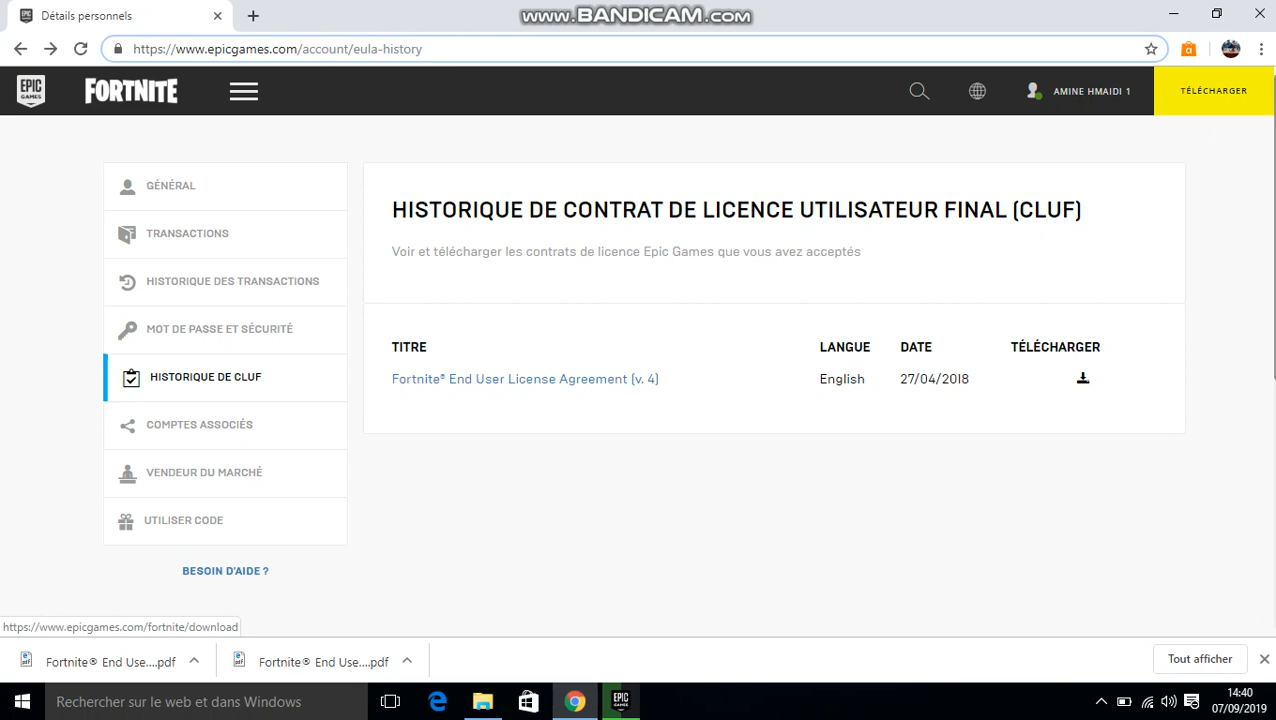 www.BANDICAM.com
Détails personnels
https://www.epicgames.com/account/eula-history
EPIC GAMES
FORTNITE
AMINE HMAIDI 1
TÉLÉCHARGER
GÉNÉRAL
TRANSACTIONS
HISTORIQUE DES TRANSACTIONS
MOT DE PASSE ET SÉCURITÉ
HISTORIQUE DE CLUF
COMPTES ASSOCIÉS
VENDEUR DU MARCHÉ
UTILISER CODE
BESOIN D'AIDE ?
HISTORIQUE DE CONTRAT DE LICENCE UTILISATEUR FINAL (CLUF)
Voir et télécharger les contrats de licence Epic Games que vous avez acceptés
TITRE LANGUE DATE TÉLÉCHARGER
Fortnite® End User License Agreement (v. 4) English 27/04/2018
https://www.epicgames.com/fortnite/download
Fortnite® End Use....pdf
Fortnite® End Use....pdf
Tout afficher
Rechercher sur le web et dans Windows
EPIC GAMES
14:40
07/09/2019